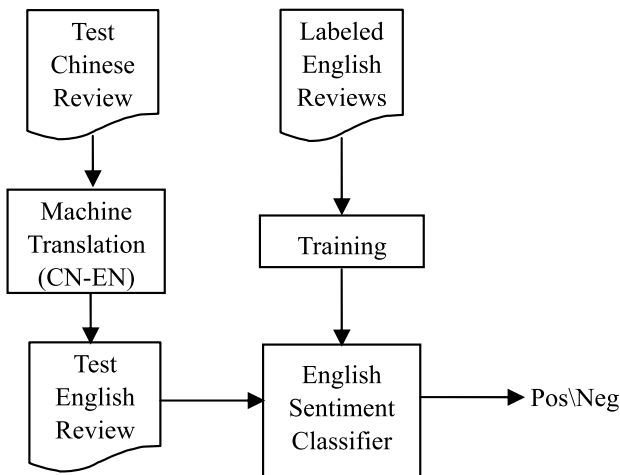 Test
Chinese
Review
Labeled
English
Reviews
Machine
Translation
(CN-EN)
Training
Test
English
Review
English
Sentiment
Classifier
Pos\Neg